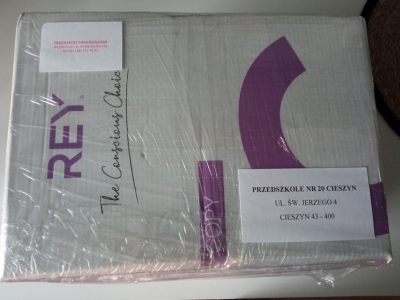 REY
The Conscious Choice
COPY
PRZEDSZKOLE NR 20 CIESZYN
UL. ŚW. JERZEGO 4
CIESZYN 43 - 400